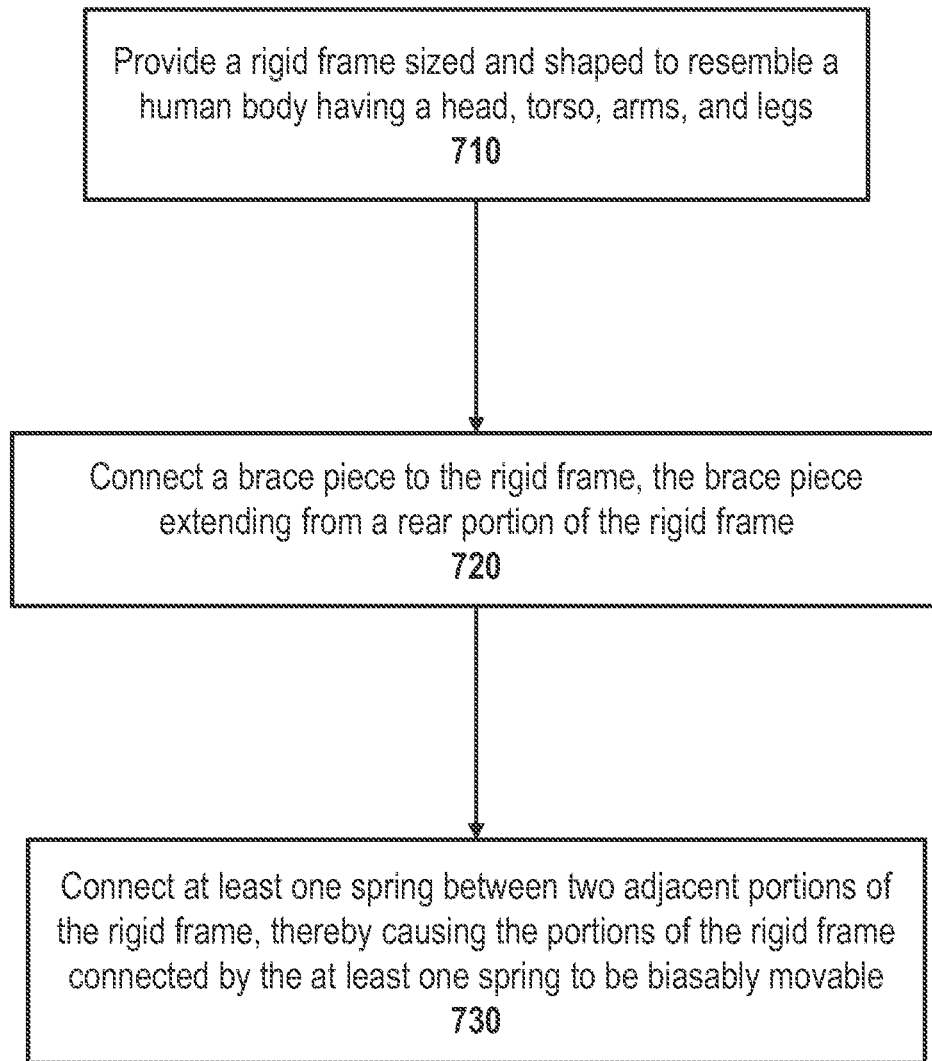 Provide a rigid frame sized and shaped to resemble a
human body having a head, torso, arms, and legs
710
Connect a brace piece to the rigid frame, the brace piece
extending from a rear portion of the rigid frame
720
Connect at least one spring between two adjacent portions of
the rigid frame, thereby causing the portions of the rigid frame
connected by the at least one spring to be biasably movable
730